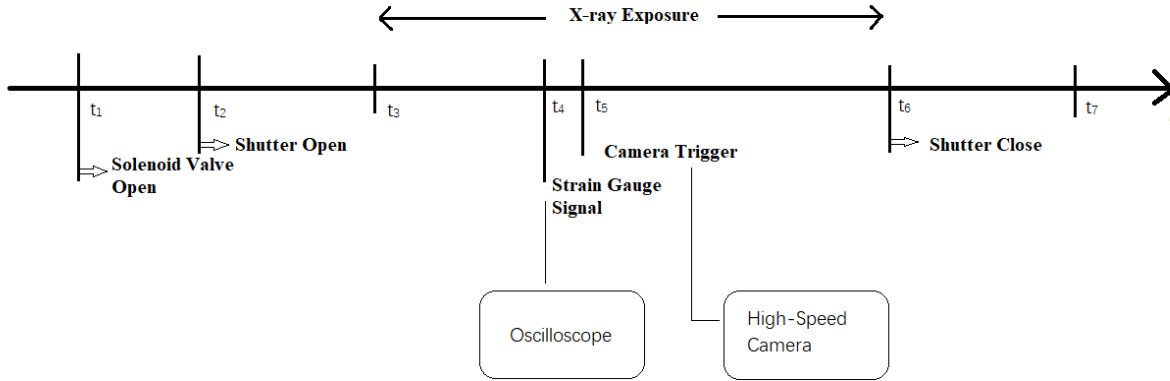 X-ray Exposure
t1
t2
t3
t4
t5
t6
t7
Shutter Open
Solenoid Valve
Open
Camera Trigger
Shutter Close
Strain Gauge
Signal
Oscilloscope
High-Speed
Camera